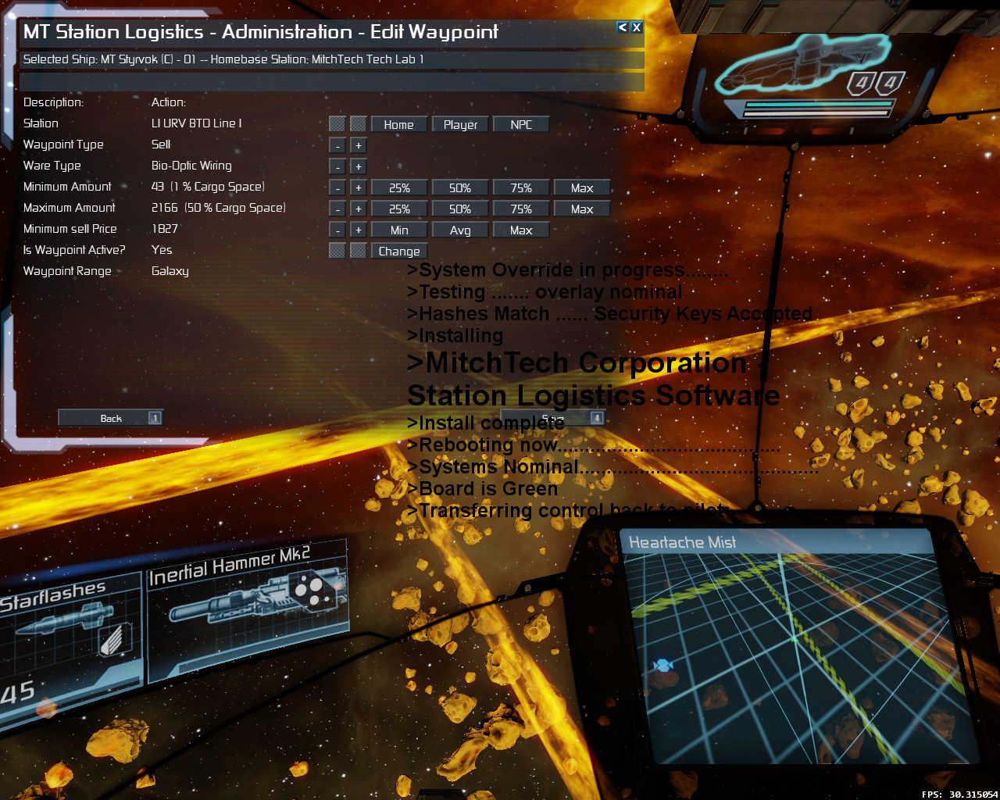 MT Station Logistics - Administration - Edit Waypoint
< X
Selected Ship: MT Styrvok (C) - 01 -- Homebase Station: MitchTech Tech Lab 1
Description: Action:
Station LI URV BTO Line I Home Player NPC
Waypoint Type Sell - +
Ware Type Bio-Optic Wiring - +
Minimum Amount 43 (1 % Cargo Space) - + 25% 50% 75% Max
Maximum Amount 2166 (50 % Cargo Space) - + 25% 50% 75% Max
Minimum sell Price 1827 - + Min Avg Max
Is Waypoint Active? Yes Change
Waypoint Range Galaxy
4 4
>System Override in progress........
>Testing ....... overlay nominal
>Hashes Match ...... Security Keys Accepted
>Installing
>MitchTech Corporation -
Station Logistics Software
Back 1 Save 4
>Install complete
>Rebooting now.........................................
>Systems Nominal............................................
>Board is Green
>Transferring control back to pilot.
Heartache Mist
Starflashes
45
Inertial Hammer Mk2
FPS: 30.315054